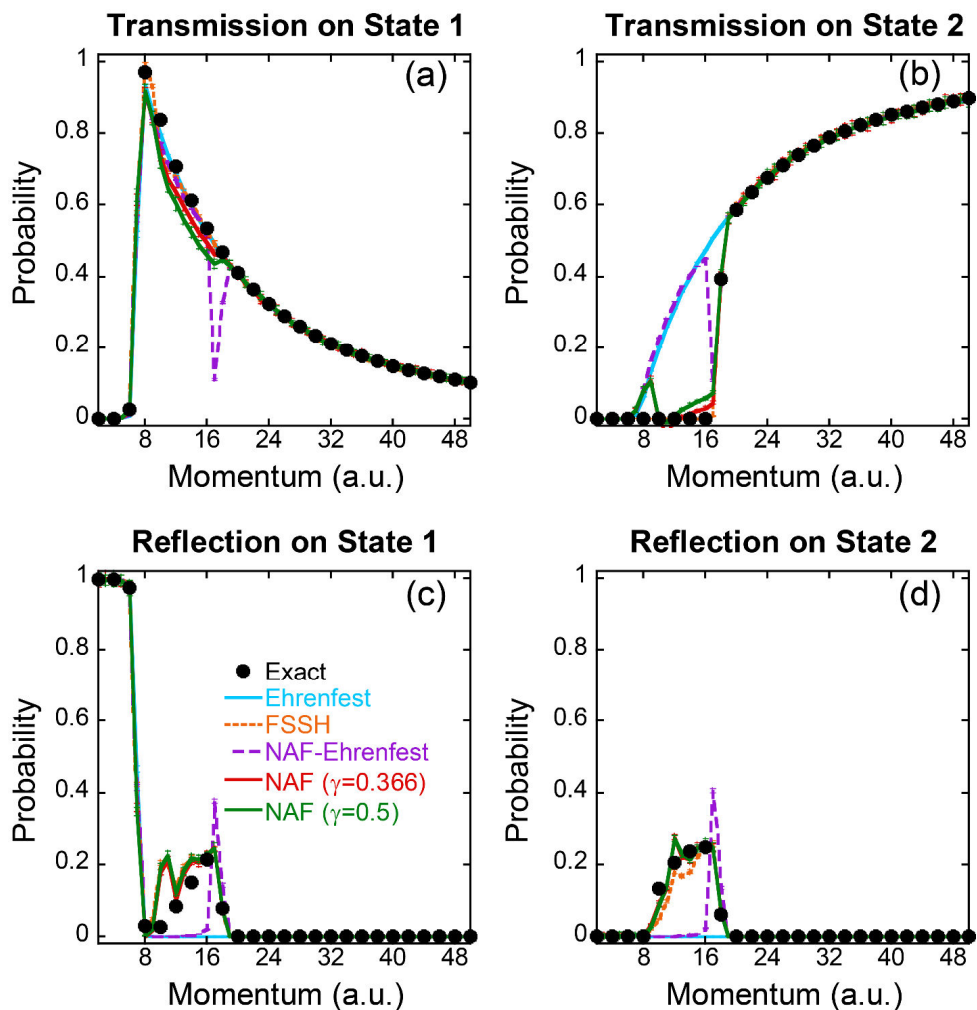 Transmission on State 1
(a)
Probability
1
0.8
0.6
0.4
0.2
0
8 16 24 32 40 48
Momentum (a.u.)
Transmission on State 2
(b)
Probability
1
0.8
0.6
0.4
0.2
0
8 16 24 32 40 48
Momentum (a.u.)
Reflection on State 1
(c)
Probability
1
0.8
0.6
0.4
0.2
0
Exact
Ehrenfest
FSSH
NAF-Ehrenfest
NAF (γ=0.366)
NAF (γ=0.5)
8 16 24 32 40 48
Momentum (a.u.)
Reflection on State 2
(d)
Probability
1
0.8
0.6
0.4
0.2
0
8 16 24 32 40 48
Momentum (a.u.)